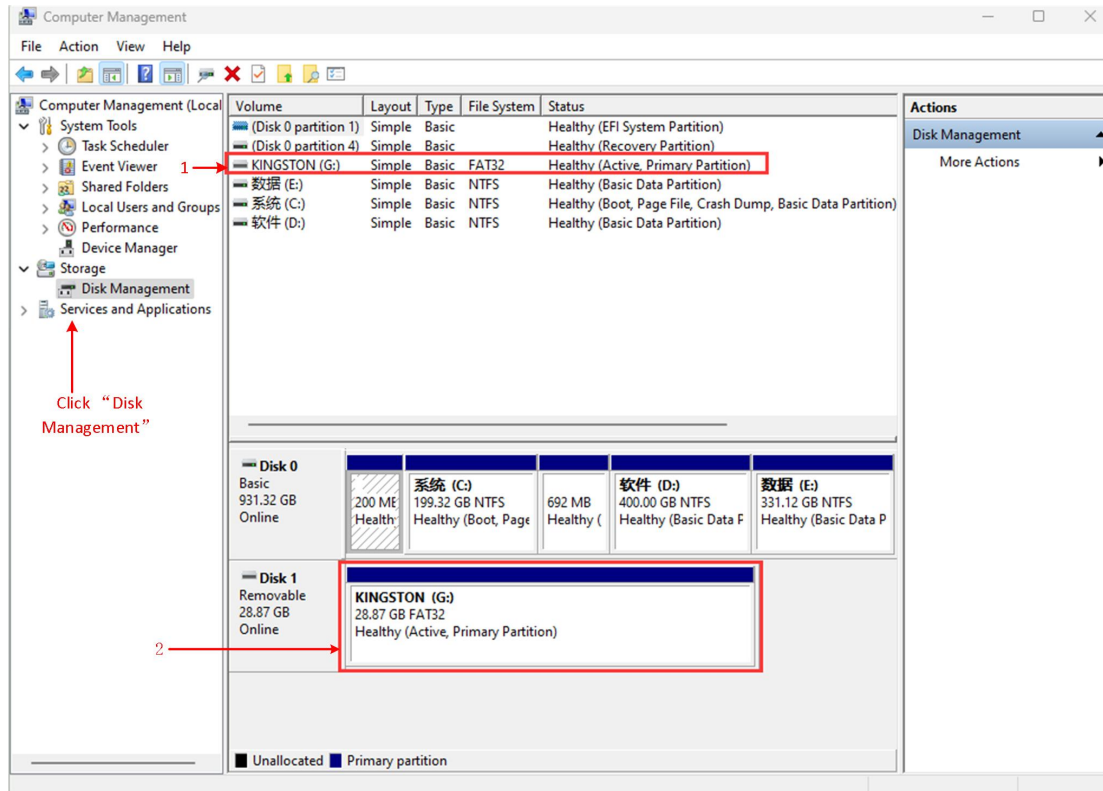 Computer Management
File Action View Help
Computer Management (Local
System Tools
Task Scheduler
Event Viewer
Shared Folders
Local Users and Groups
Performance
Device Manager
Storage
Disk Management
Services and Applications
1
Click “Disk
Management”
Volume Layout Type File System Status
(Disk 0 partition 1) Simple Basic Healthy (EFI System Partition)
(Disk 0 partition 4) Simple Basic Healthy (Recovery Partition)
KINGSTON (G:) Simple Basic FAT32 Healthy (Active, Primary Partition)
数据 (E:) Simple Basic NTFS Healthy (Basic Data Partition)
系统 (C:) Simple Basic NTFS Healthy (Boot, Page File, Crash Dump, Basic Data Partition)
软件 (D:) Simple Basic NTFS Healthy (Basic Data Partition)
Actions
Disk Management
More Actions
Disk 0
Basic
931.32 GB
Online
200 ME
Health
系统 (C:)
199.32 GB NTFS
Healthy (Boot, Page
692 MB
Healthy (
软件 (D:)
400.00 GB NTFS
Healthy (Basic Data F
数据 (E:)
331.12 GB NTFS
Healthy (Basic Data P
Disk 1
Removable
28.87 GB
Online
KINGSTON (G:)
28.87 GB FAT32
Healthy (Active, Primary Partition)
2
Unallocated Primary partition